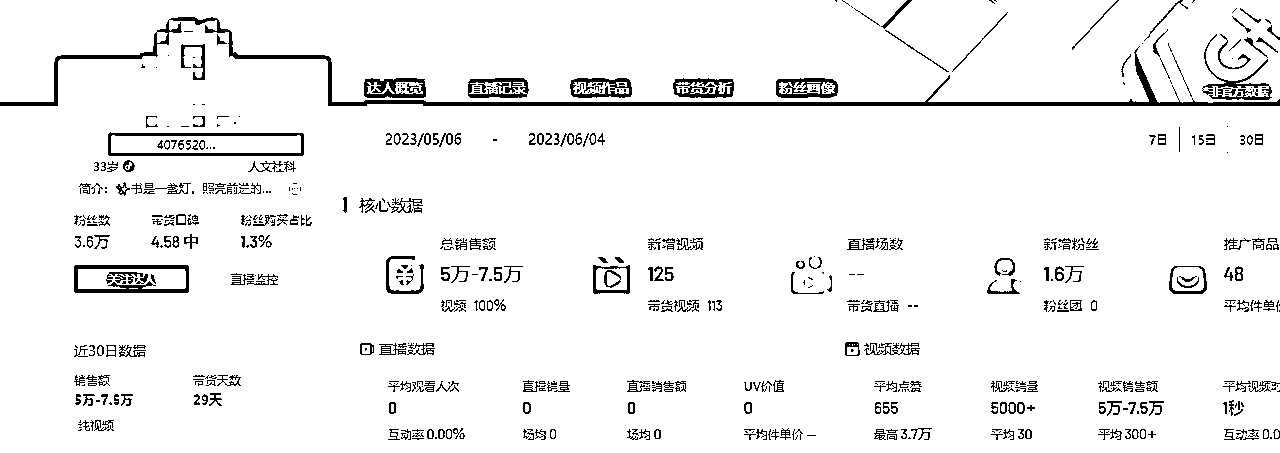 达人概览 直播记录 视频作品 带货分析 粉丝画像
非官方数据
4076520...
33岁 人文社科
简介：书是一盏灯，照亮前进的...
粉丝数 带货口碑 粉丝购买占比
3.6万 4.58 中 1.3%
关注达人 直播监控
近30日数据
销售额 带货天数
5万-7.5万 29天
纯视频
2023/05/06 - 2023/06/04 7日 15日 30日
核心数据
总销售额 新增视频 直播场数 新增粉丝 推广商品
5万-7.5万 125 -- 1.6万 48
视频 100% 带货视频 113 带货直播 -- 粉丝团 0 平均件单价
直播数据 视频数据
平均观看人次 直播销量 直播销售额 UV价值 平均点赞 视频销量 视频销售额 平均视频时
0 0 0 0 655 5000+ 5万-7.5万 1秒
互动率 0.00% 场均 0 场均 0 平均件单价 -- 最高 3.7万 平均 30 平均 300+ 互动率 0.0